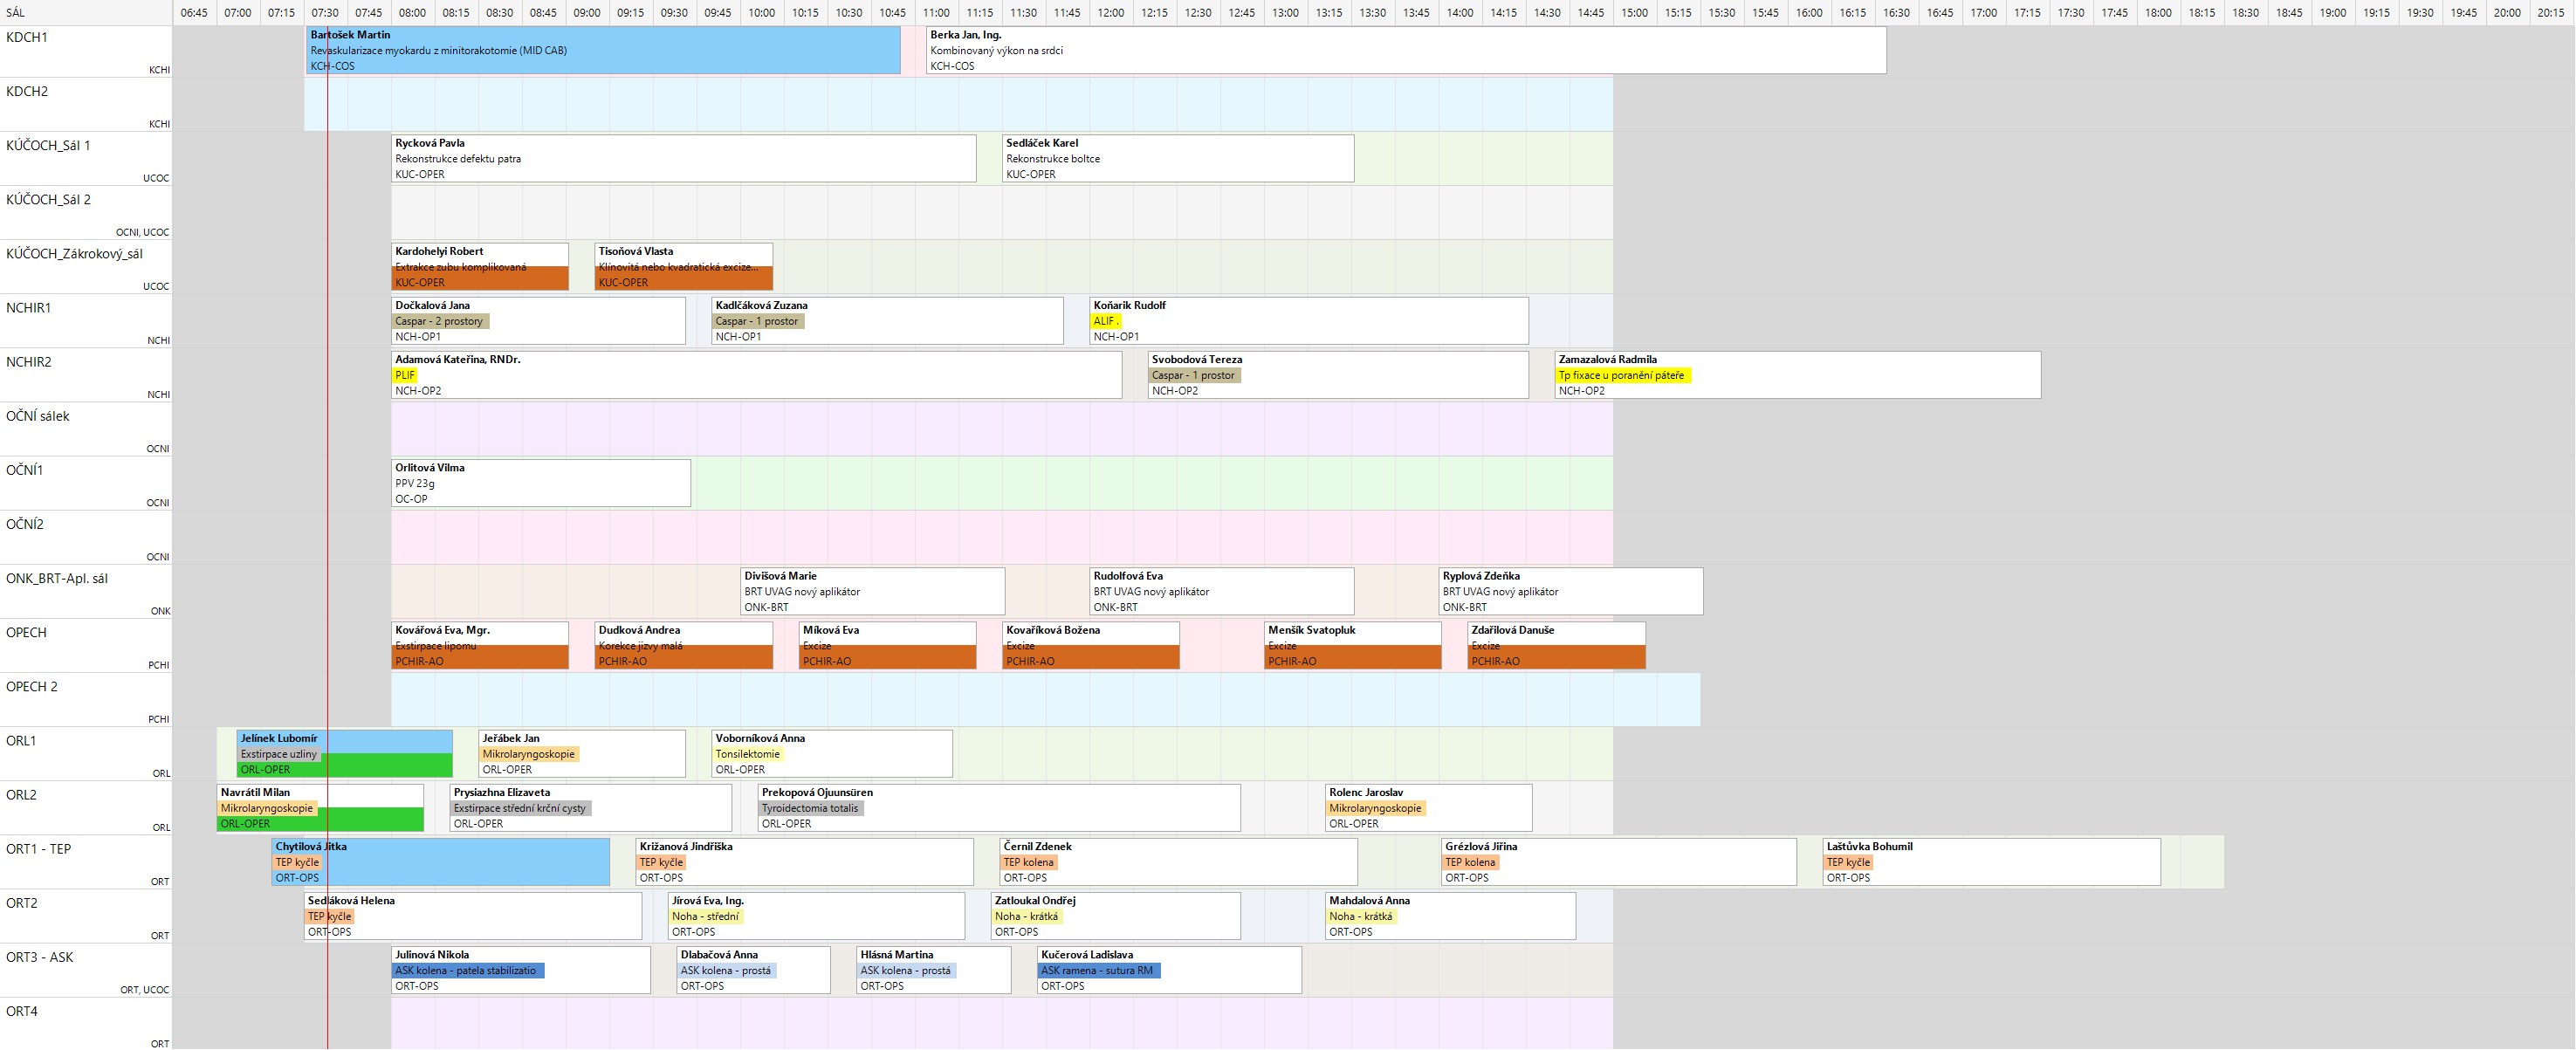 SÁL 06:45 07:00 07:15 07:30 07:45 08:00 08:15 08:30 08:45 09:00 09:15 09:30 09:45 10:00 10:15 10:30 10:45 11:00 11:15 11:30 11:45 12:00 12:15 12:30 12:45 13:00 13:15 13:30 13:45 14:00 14:15 14:30 14:45 15:00 15:15 15:30 15:45 16:00 16:15 16:30 16:45 17:00 17:15 17:30 17:45 18:00 18:15 18:30 18:45 19:00 19:15 19:30 19:45 20:00 20:15
KDCH1
KCHI
Bartošek Martin
Revaskularizace myokardu z minitorakotomie (MID CAB)
KCH-COS
Berka Jan, Ing.
Kombinovaný výkon na srdci
KCH-COS
KDCH2
KCHI
KÚČOCH_Sál 1
UCOC
Rycková Pavla
Rekonstrukce defektu patra
KUC-OPER
Sedláček Karel
Rekonstrukce boltce
KUC-OPER
KÚČOCH_Sál 2
OCNI, UCOC
KÚČOCH_Zákrokový_sál
UCOC
Kardohelyi Robert
Extrakce zubu komplikovaná
KUC-OPER
Tisoňová Vlasta
Klínovitá nebo kvadratická excize...
KUC-OPER
NCHIR1
NCHI
Dočkalová Jana
Caspar - 2 prostory
NCH-OP1
Kadlčáková Zuzana
Caspar - 1 prostor
NCH-OP1
Koňarik Rudolf
ALIF .
NCH-OP1
NCHIR2
NCHI
Adamová Kateřina, RNDr.
PLIF
NCH-OP2
Svobodová Tereza
Caspar - 1 prostor
NCH-OP2
Zamazalová Radmila
Tp fixace u poranění páteře
NCH-OP2
OČNÍ sálek
OCNI
OČNÍ1
OCNI
Orlitová Vilma
PPV 23g
OC-OP
OČNÍ2
OCNI
ONK_BRT-Apl. sál
ONK
Divišová Marie
BRT UVAG nový aplikátor
ONK-BRT
Rudolfová Eva
BRT UVAG nový aplikátor
ONK-BRT
Ryplová Zdeňka
BRT UVAG nový aplikátor
ONK-BRT
OPECH
PCHI
Kovářová Eva, Mgr.
Exstirpace lipomu
PCHIR-AO
Dudková Andrea
Korekce jizvy malá
PCHIR-AO
Míková Eva
Excize
PCHIR-AO
Kovaříková Božena
Excize
PCHIR-AO
Menšík Svatopluk
Excize
PCHIR-AO
Zdařilová Danuše
Excize
PCHIR-AO
OPECH 2
PCHI
ORL1
ORL
Jelínek Lubomír
Exstirpace uzliny
ORL-OPER
Jeřábek Jan
Mikrolaryngoskopie
ORL-OPER
Voborníková Anna
Tonsilektomie
ORL-OPER
ORL2
ORL
Navrátil Milan
Mikrolaryngoskopie
ORL-OPER
Prysiazhna Elizaveta
Exstirpace střední krční cysty
ORL-OPER
Prekopová Ojuunsüren
Tyroidectomia totalis
ORL-OPER
Rolenc Jaroslav
Mikrolaryngoskopie
ORL-OPER
ORT1 - TEP
ORT
Chytilová Jitka
TEP kyčle
ORT-OPS
Križanová Jindřiška
TEP kyčle
ORT-OPS
Černil Zdenek
TEP kolena
ORT-OPS
Grézlová Jiřina
TEP kolena
ORT-OPS
Laštůvka Bohumil
TEP kyčle
ORT-OPS
ORT2
ORT
Sedláková Helena
TEP kyčle
ORT-OPS
Jírová Eva, Ing.
Noha - střední
ORT-OPS
Zatloukal Ondřej
Noha - krátká
ORT-OPS
Mahdalová Anna
Noha - krátká
ORT-OPS
ORT3 - ASK
ORT, UCOC
Julinová Nikola
ASK kolena - patela stabilizatio
ORT-OPS
Dlabačová Anna
ASK kolena - prostá
ORT-OPS
Hlásná Martina
ASK kolena - prostá
ORT-OPS
Kučerová Ladislava
ASK ramena - sutura RM
ORT-OPS
ORT4
ORT